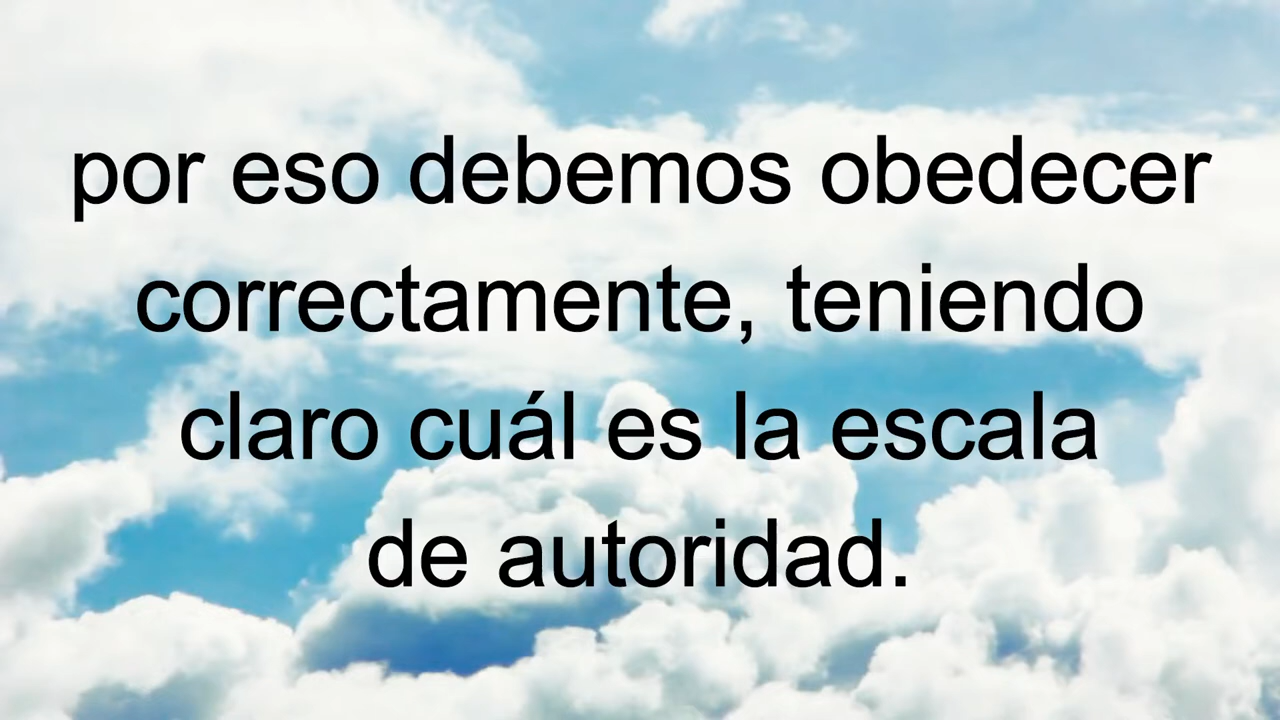 por eso debemos obedecer
correctamente, teniendo
claro cuál es la escala
de autoridad.